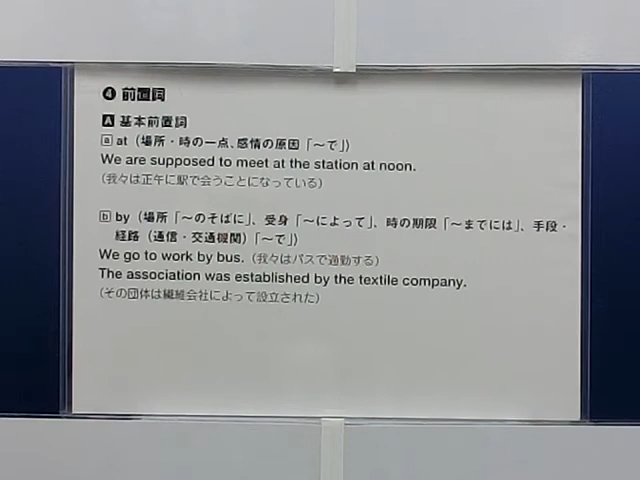 ❹ 前置詞
A 基本前置詞
a at（場所・時の一点、感情の原因「～で」）
We are supposed to meet at the station at noon.
（我々は正午に駅で会うことになっている）
b by（場所「～のそばに」、受身「～によって」、時の期限「～までには」、手段・
経路（通信・交通機関）「～で」）
We go to work by bus.（我々はバスで通勤する）
The association was established by the textile company.
（その団体は繊維会社によって設立された）